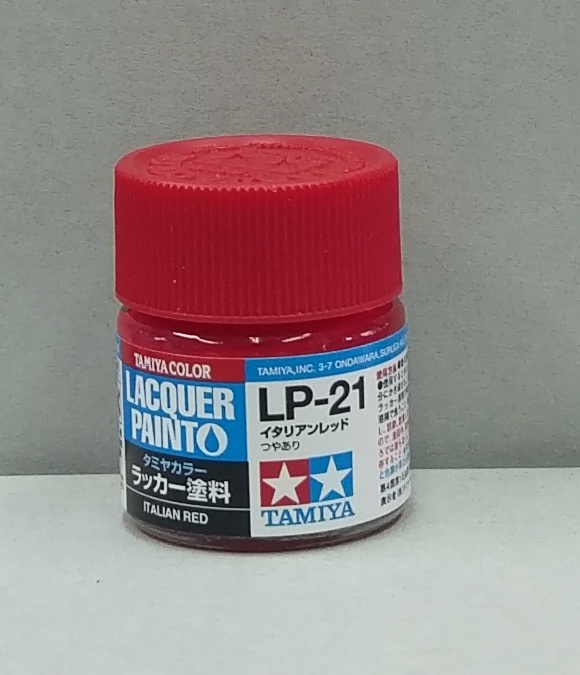 TAMIYA COLOR
LACQUER
PAINT
タミヤカラー
ラッカー塗料
ITALIAN RED
TAMIYA, INC. 3-7 ONDAWARA, SURUGA
LP-21
イタリアンレッド
つやあり
TAMIYA